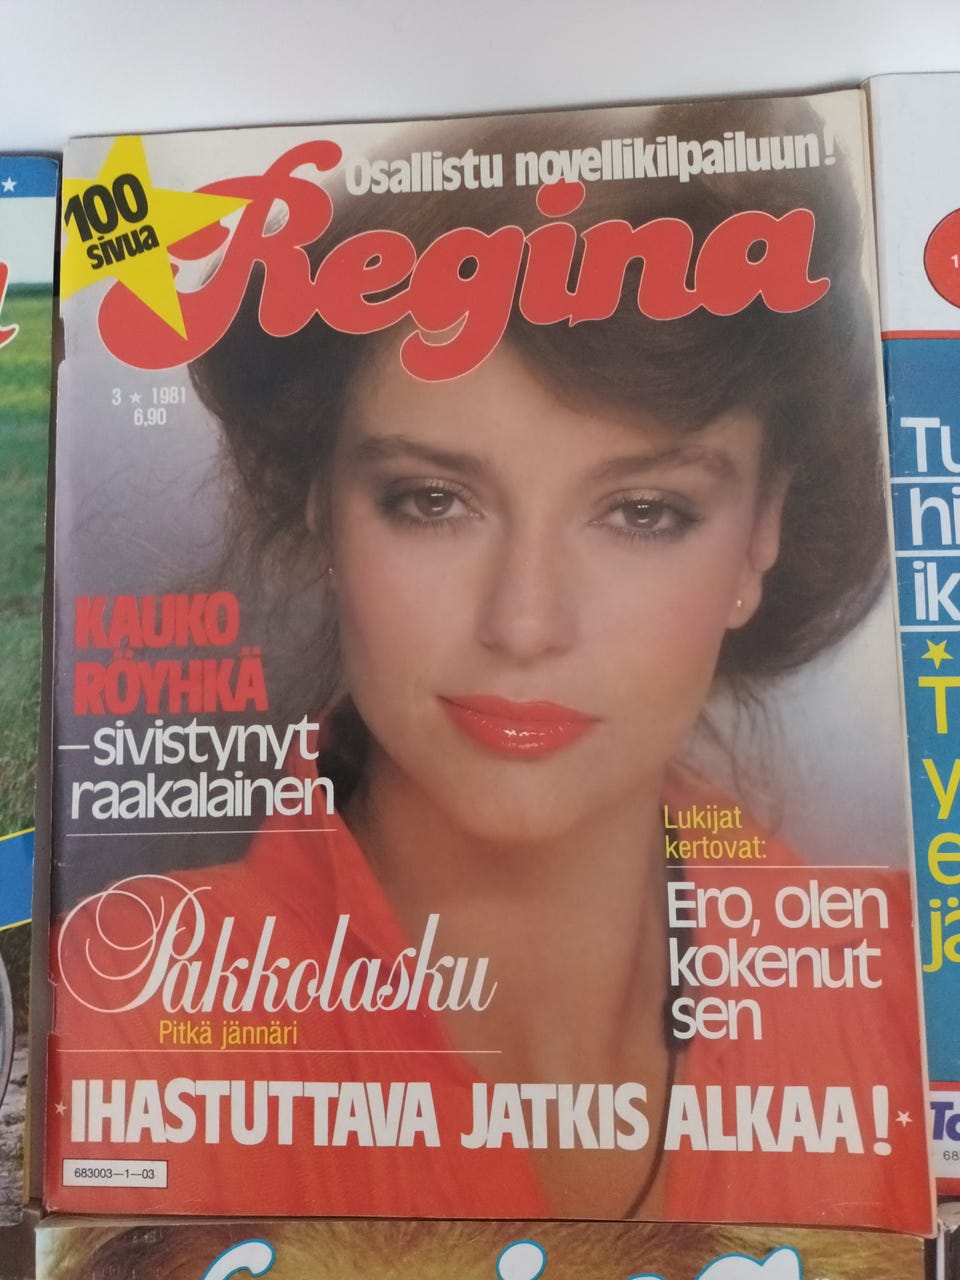 100
sivua
Osallistu novellikilpailuun!
Regina
3 ★ 1981
6,90
KAUKO
RÖYHKÄ
–sivistynyt
raakalainen
Lukijat
kertovat:
Ero, olen
kokenut
sen
Pakkolasku
Pitkä jännäri
★IHASTUTTAVA JATKIS ALKAA!★
683003—1—03